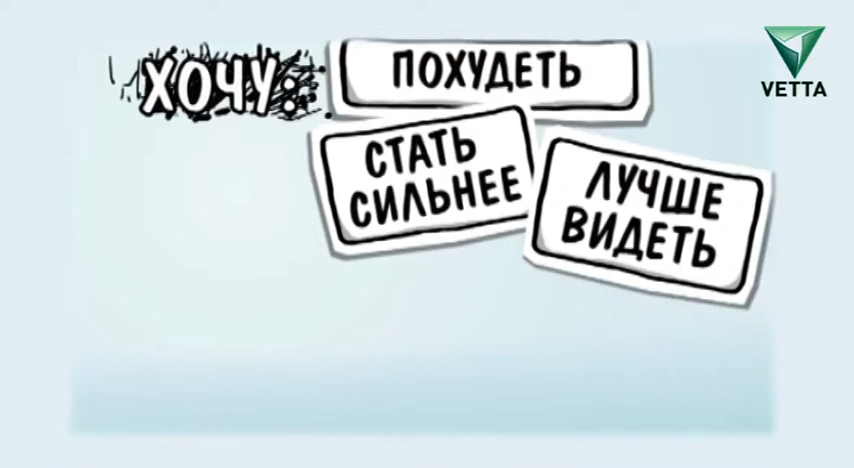 ХОЧУ:
ПОХУДЕТЬ
СТАТЬ
СИЛЬНЕЕ
ЛУЧШЕ
ВИДЕТЬ
VETTA